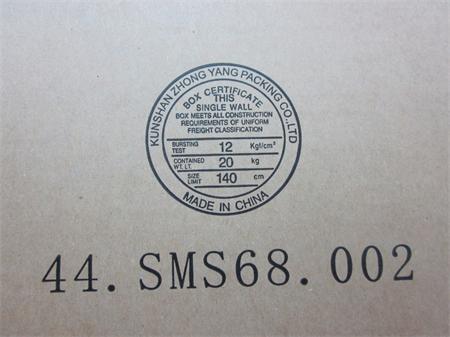 KUNSHAN ZHONG YANG PACKING CO.,LTD
BOX CERTIFICATE
THIS
SINGLE WALL
BOX MEETS ALL CONSTRUCTION
REQUIREMENTS OF UNIFORM
FREIGHT CLASSIFICATION
BURSTING TEST 12 Kgf/cm²
CONTAINED WT. LT. 20 kg
SIZE LIMIT 140 cm
MADE IN CHINA
44.SMS68.002